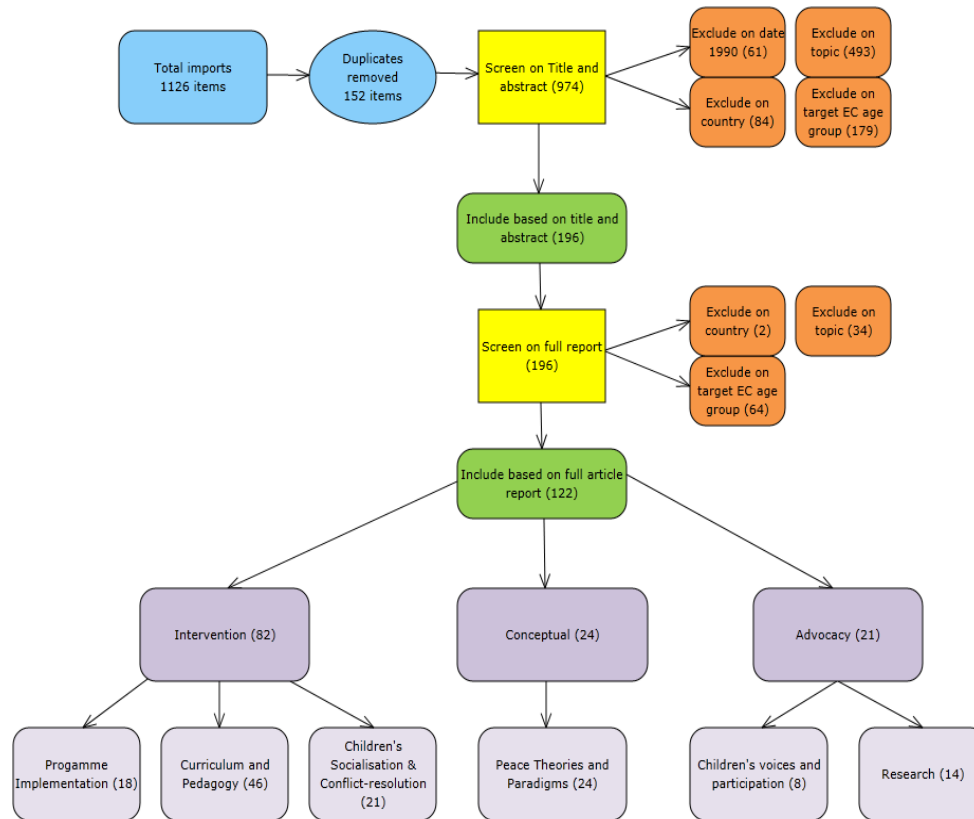 Total imports
1126 items
Duplicates
removed
152 items
Screen on Title and
abstract (974)
Exclude on date
1990 (61)
Exclude on
topic (493)
Exclude on
country (84)
Exclude on
target EC age
group (179)
Include based on title and
abstract (196)
Screen on full report
(196)
Exclude on
country (2)
Exclude on
topic (34)
Exclude on
target EC age
group (64)
Include based on full article
report (122)
Intervention (82)
Conceptual (24)
Advocacy (21)
Progamme
Implementation (18)
Curriculum and
Pedagogy (46)
Children's
Socialisation &
Conflict-resolution
(21)
Peace Theories and
Paradigms (24)
Children's voices and
participation (8)
Research (14)